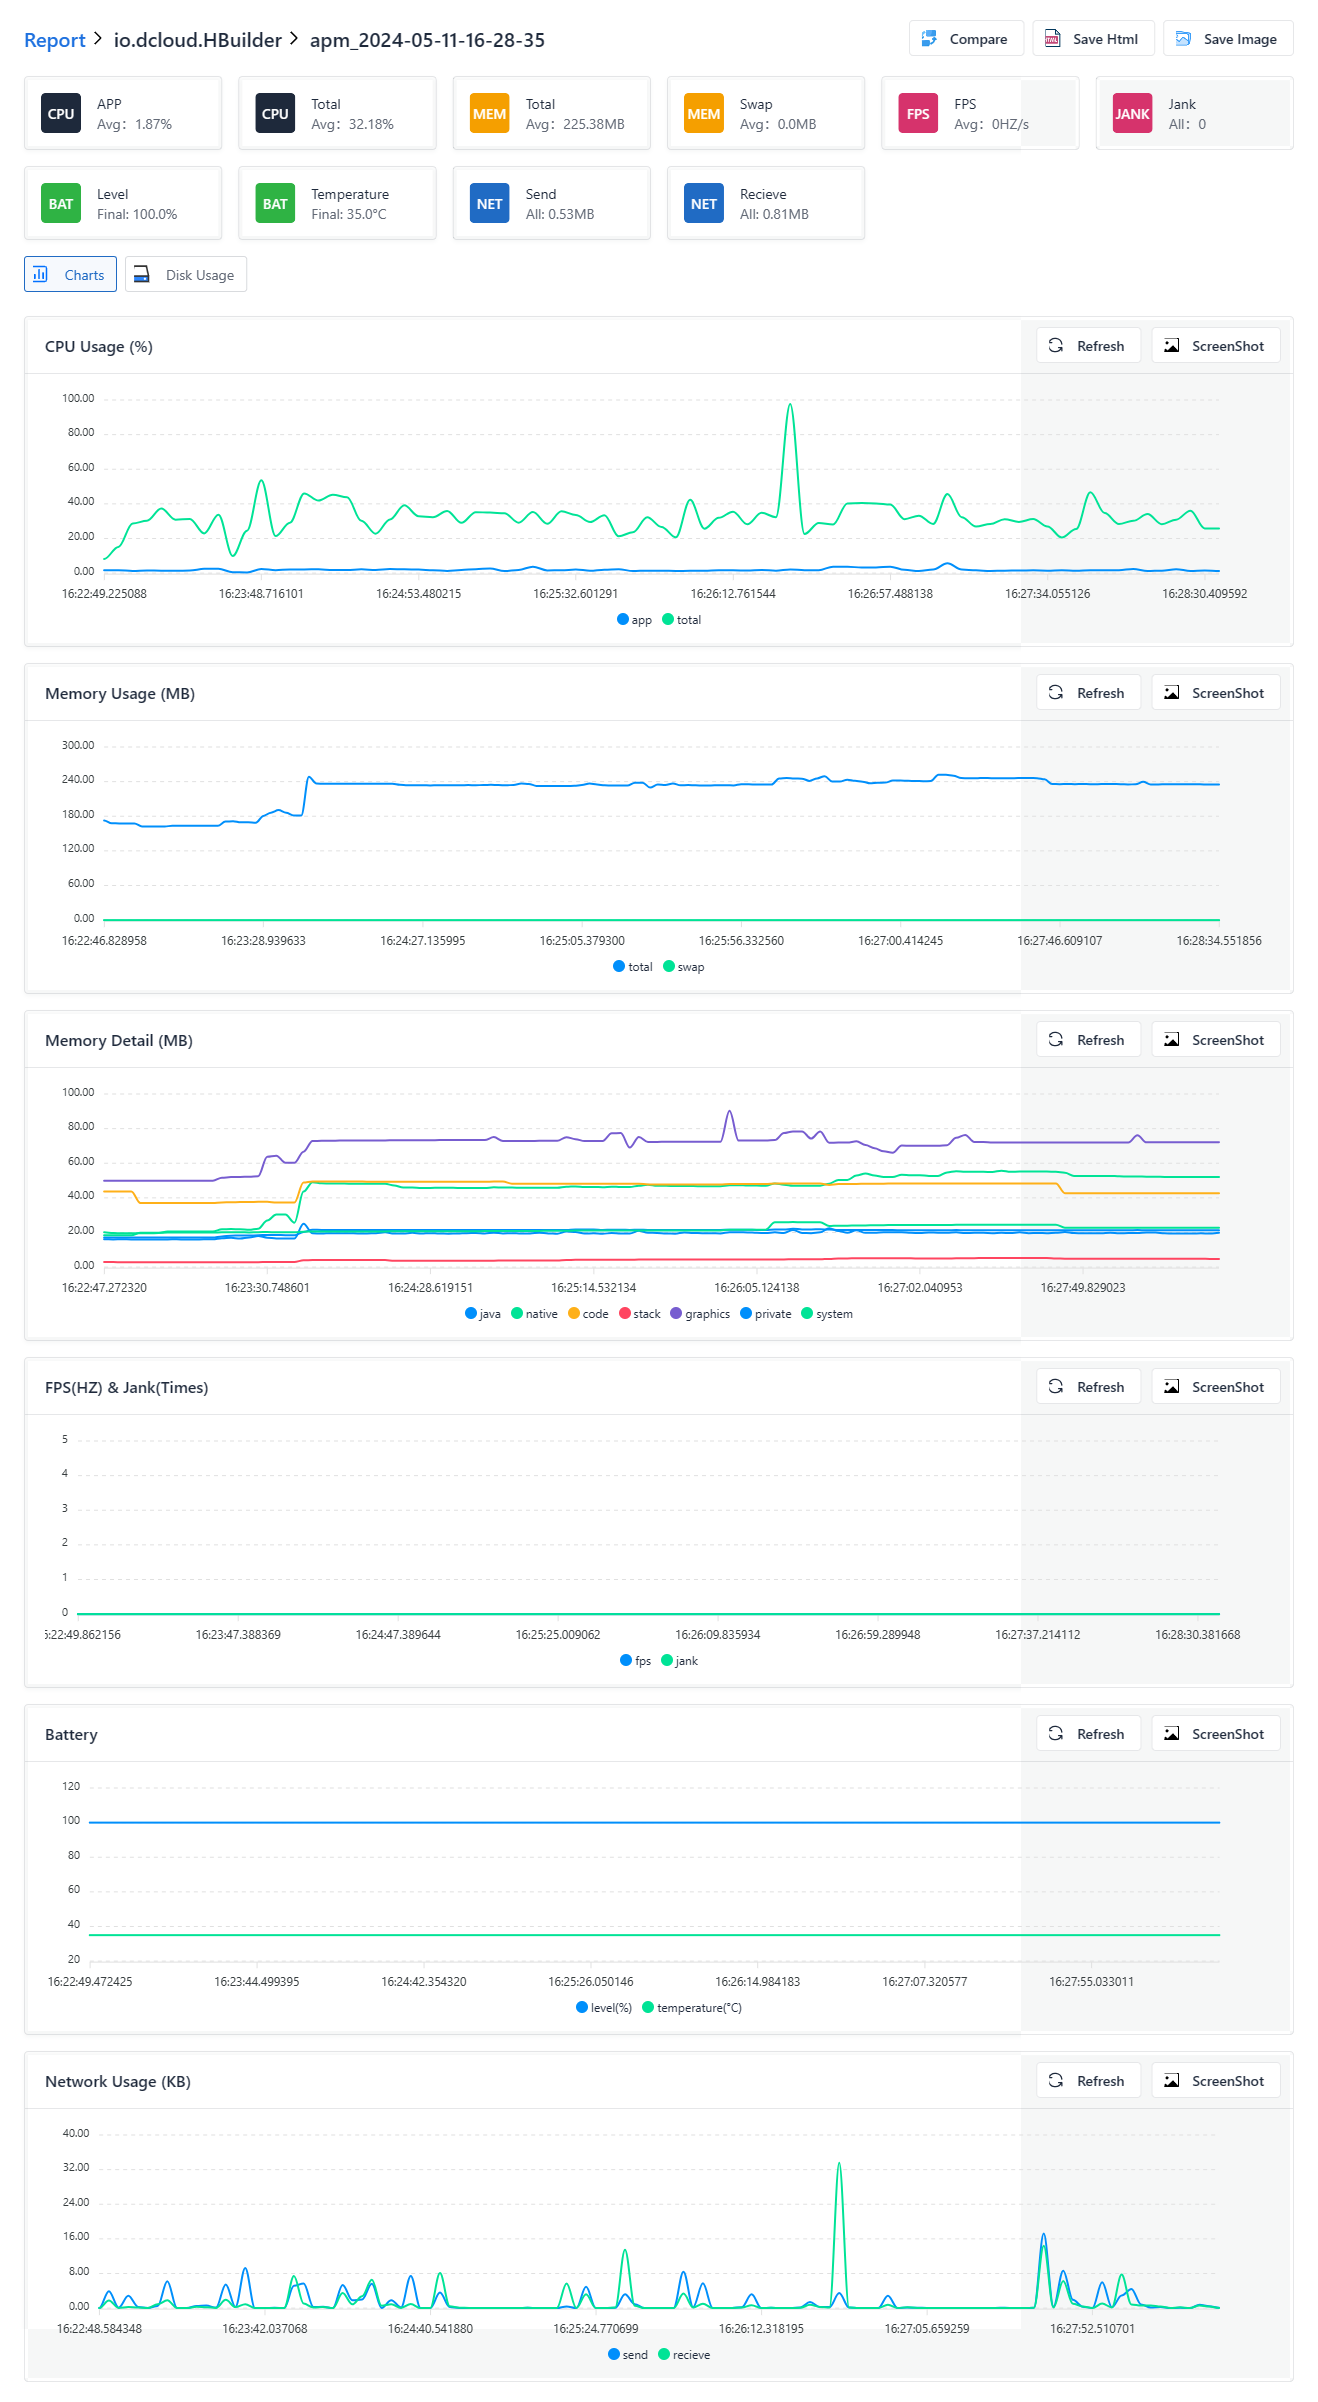 Report > io.dcloud.HBuilder > apm_2024-05-11-16-28-35
Compare Save Html Save Image
CPU APP Avg: 1.87%
CPU Total Avg: 32.18%
MEM Total Avg: 225.38MB
MEM Swap Avg: 0.0MB
FPS FPS Avg: 0HZ/s
JANK Jank All: 0
BAT Level Final: 100.0%
BAT Temperature Final: 35.0°C
NET Send All: 0.53MB
NET Recieve All: 0.81MB
Charts Disk Usage
CPU Usage (%) Refresh ScreenShot
100.00
80.00
60.00
40.00
20.00
0.00
16:22:49.225088 16:23:48.716101 16:24:53.480215 16:25:32.601291 16:26:12.761544 16:26:57.488138 16:27:34.055126 16:28:30.409592
app total
Memory Usage (MB) Refresh ScreenShot
300.00
240.00
180.00
120.00
60.00
0.00
16:22:46.828958 16:23:28.939633 16:24:27.135995 16:25:05.379300 16:25:56.332560 16:27:00.414245 16:27:46.609107 16:28:34.551856
total swap
Memory Detail (MB) Refresh ScreenShot
100.00
80.00
60.00
40.00
20.00
0.00
16:22:47.272320 16:23:30.748601 16:24:28.619151 16:25:14.532134 16:26:05.124138 16:27:02.040953 16:27:49.829023
java native code stack graphics private system
FPS(HZ) & Jank(Times) Refresh ScreenShot
5
4
3
2
1
0
5:22:49.862156 16:23:47.388369 16:24:47.389644 16:25:25.009062 16:26:09.835934 16:26:59.289948 16:27:37.214112 16:28:30.381668
fps jank
Battery Refresh ScreenShot
120
100
80
60
40
20
16:22:49.472425 16:23:44.499395 16:24:42.354320 16:25:26.050146 16:26:14.984183 16:27:07.320577 16:27:55.033011
level(%) temperature(°C)
Network Usage (KB) Refresh ScreenShot
40.00
32.00
24.00
16.00
8.00
0.00
16:22:48.584348 16:23:42.037068 16:24:40.541880 16:25:24.770699 16:26:12.318195 16:27:05.659259 16:27:52.510701
send recieve